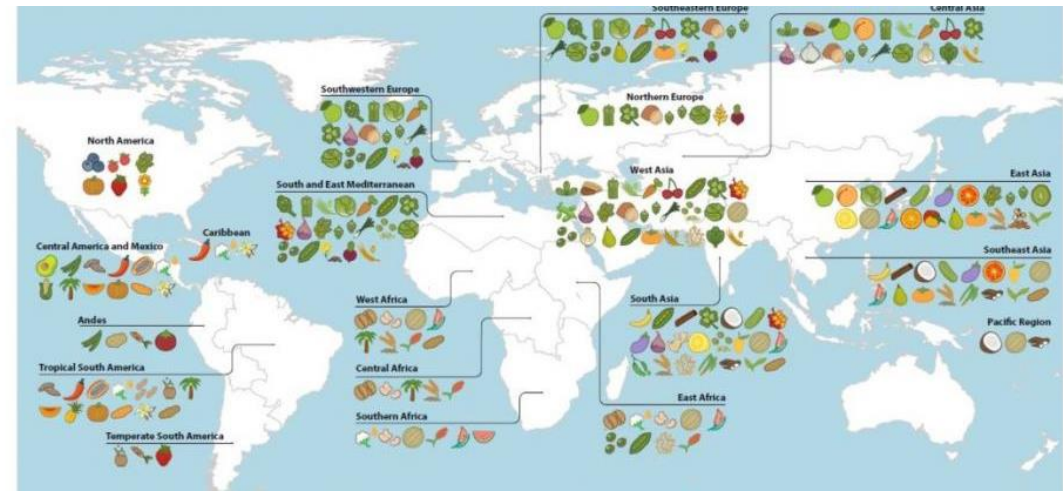 Southeastern Europe
Central Asia
Southwestern Europe
Northern Europe
North America
West Asia
East Asia
South and East Mediterranean
Caribbean
Central America and Mexico
Southeast Asia
West Africa
South Asia
Andes
Pacific Region
Tropical South America
Central Africa
East Africa
Southern Africa
Temperate South America